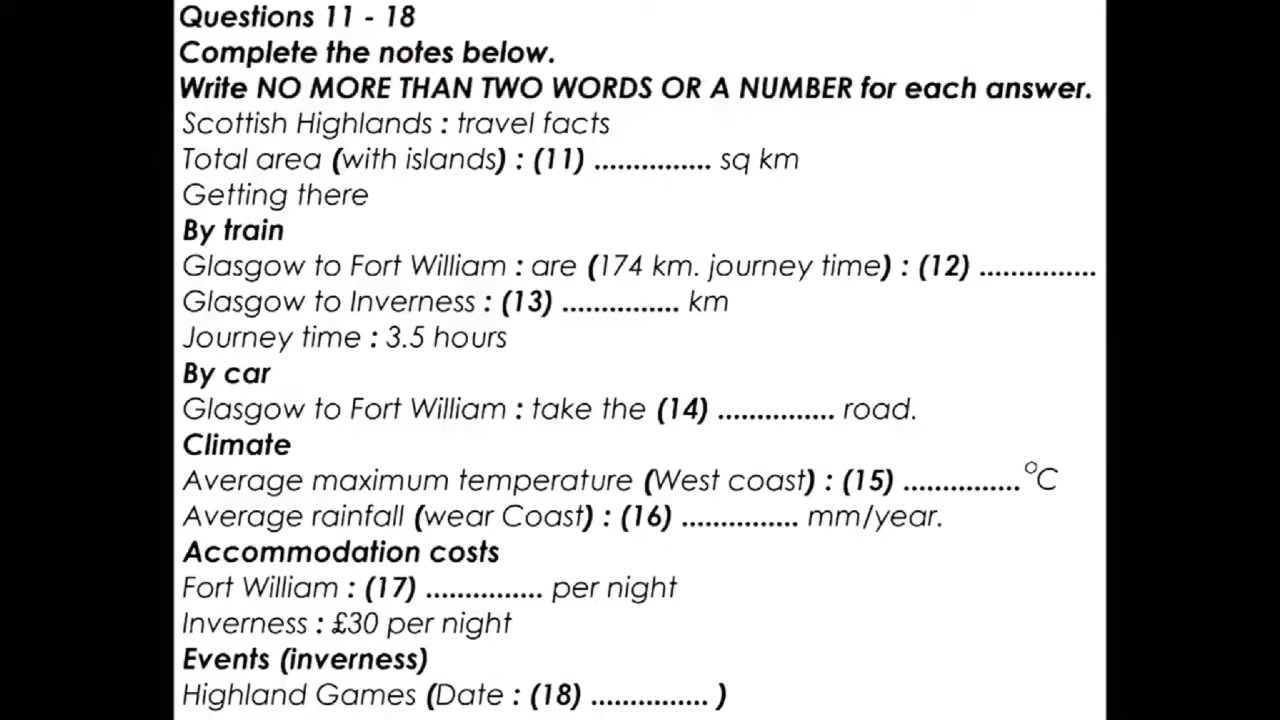 Questions 11 - 18
Complete the notes below.
Write NO MORE THAN TWO WORDS OR A NUMBER for each answer.
Scottish Highlands : travel facts
Total area (with islands) : (11) ............... sq km
Getting there
By train
Glasgow to Fort William : are (174 km. journey time) : (12) ...............
Glasgow to Inverness : (13) ............... km
Journey time : 3.5 hours
By car
Glasgow to Fort William : take the (14) ............... road.
Climate
Average maximum temperature (West coast) : (15) ............... °C
Average rainfall (wear Coast) : (16) ............... mm/year.
Accommodation costs
Fort William : (17) ............... per night
Inverness : £30 per night
Events (inverness)
Highland Games (Date : (18) ............... )